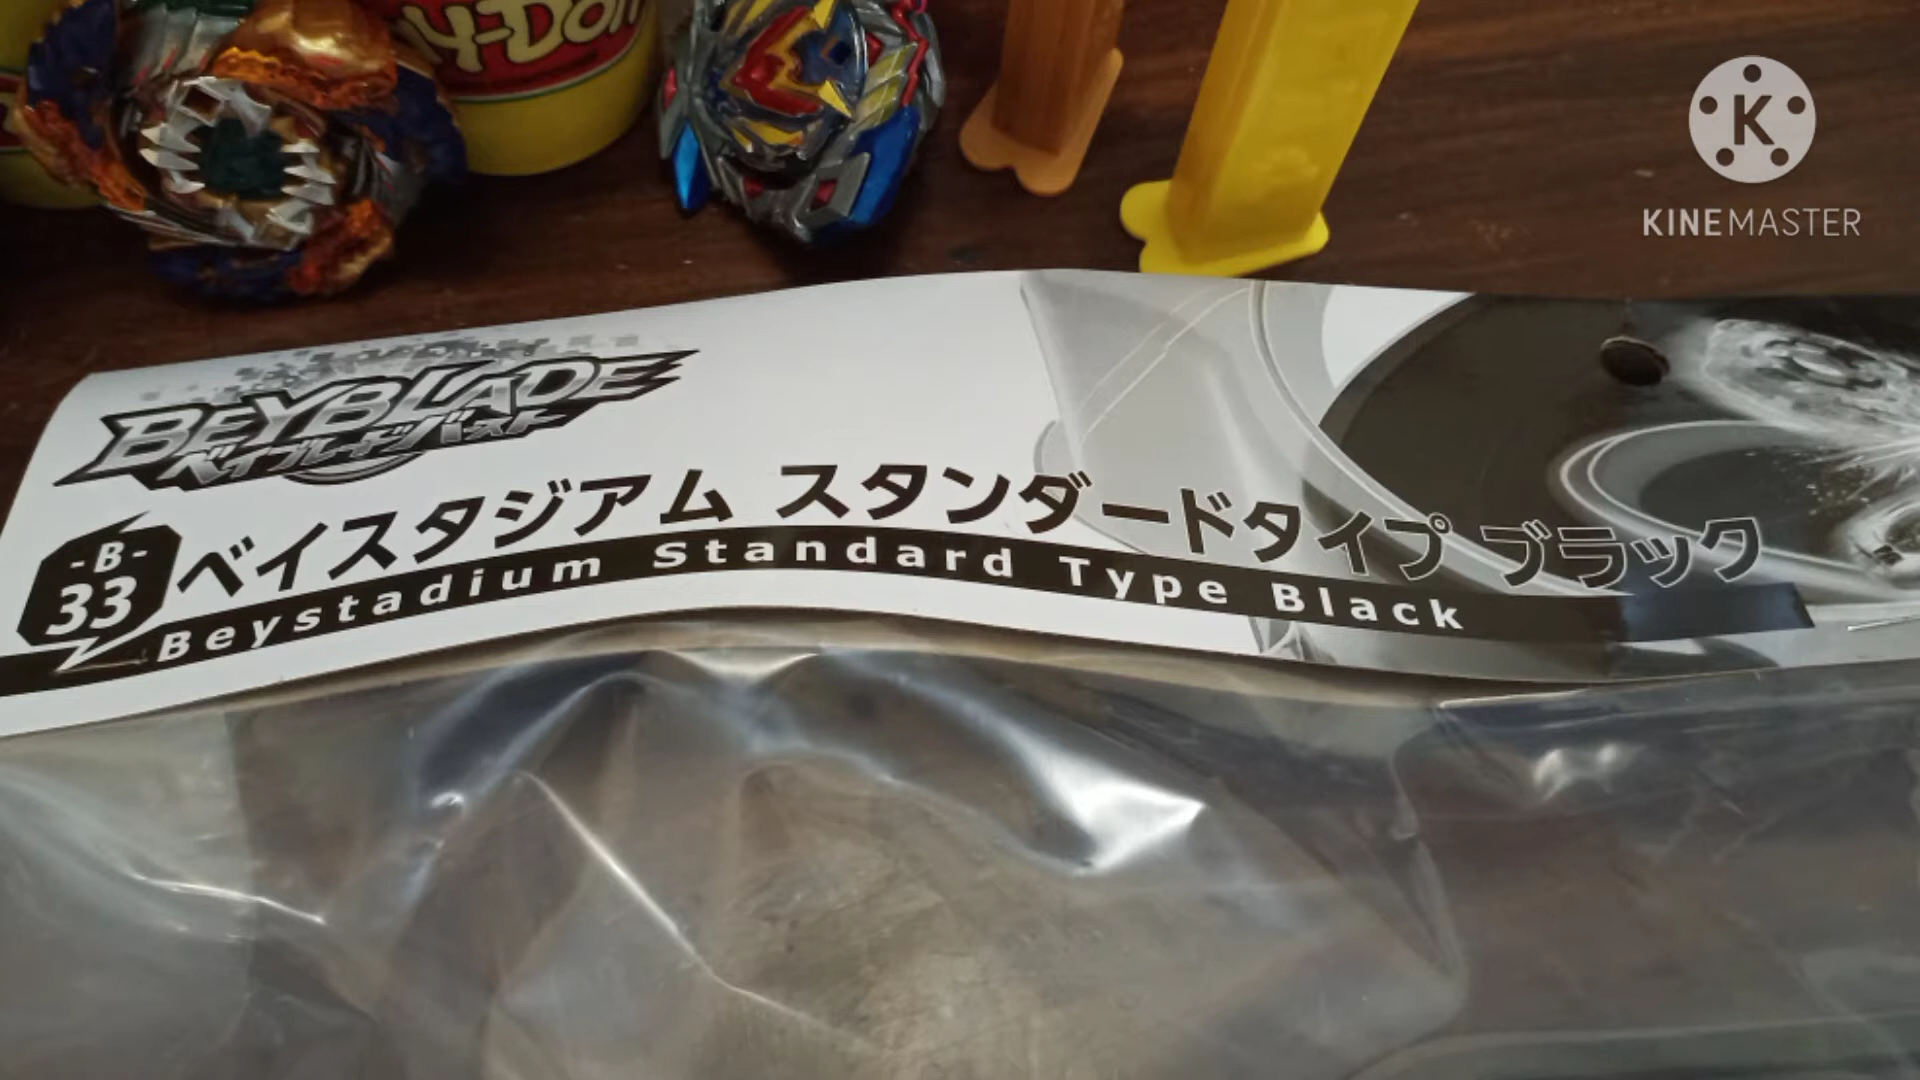 Y-DOH
K
KINEMASTER
BEYBLADE
ベイブレードバースト
-B-
33
ベイスタジアム スタンダードタイプ ブラック
Beystadium Standard Type Black